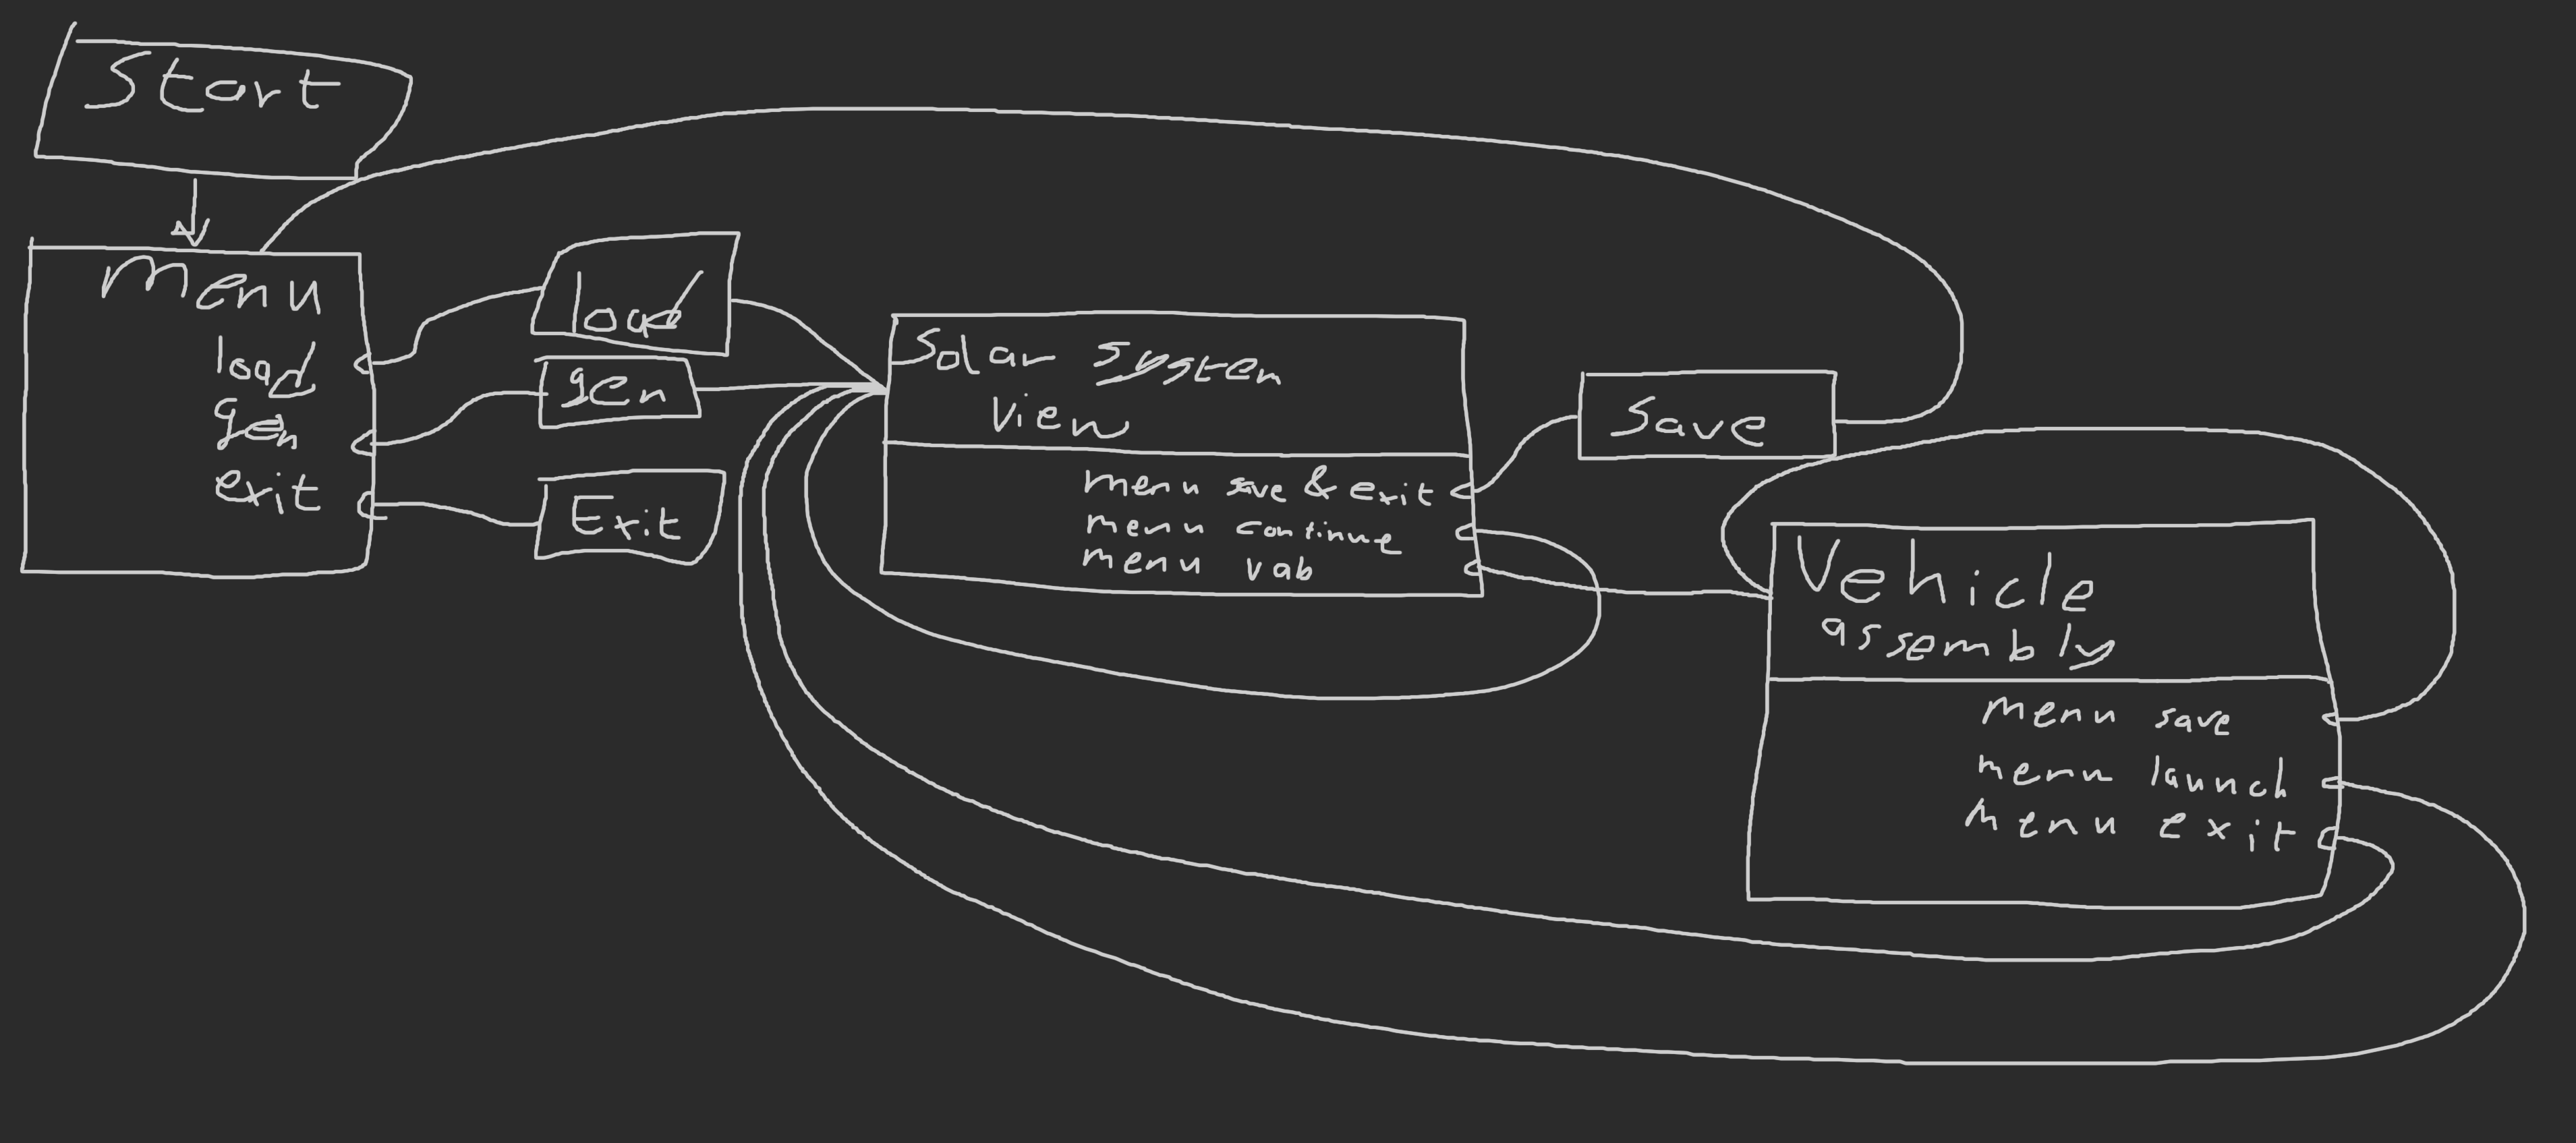 Start
Menu
load
gen
exit
load
gen
Exit
Solar System
View
menu save & exit
menu continue
menu vab
Save
Vehicle
assembly
menu save
menu launch
menu exit